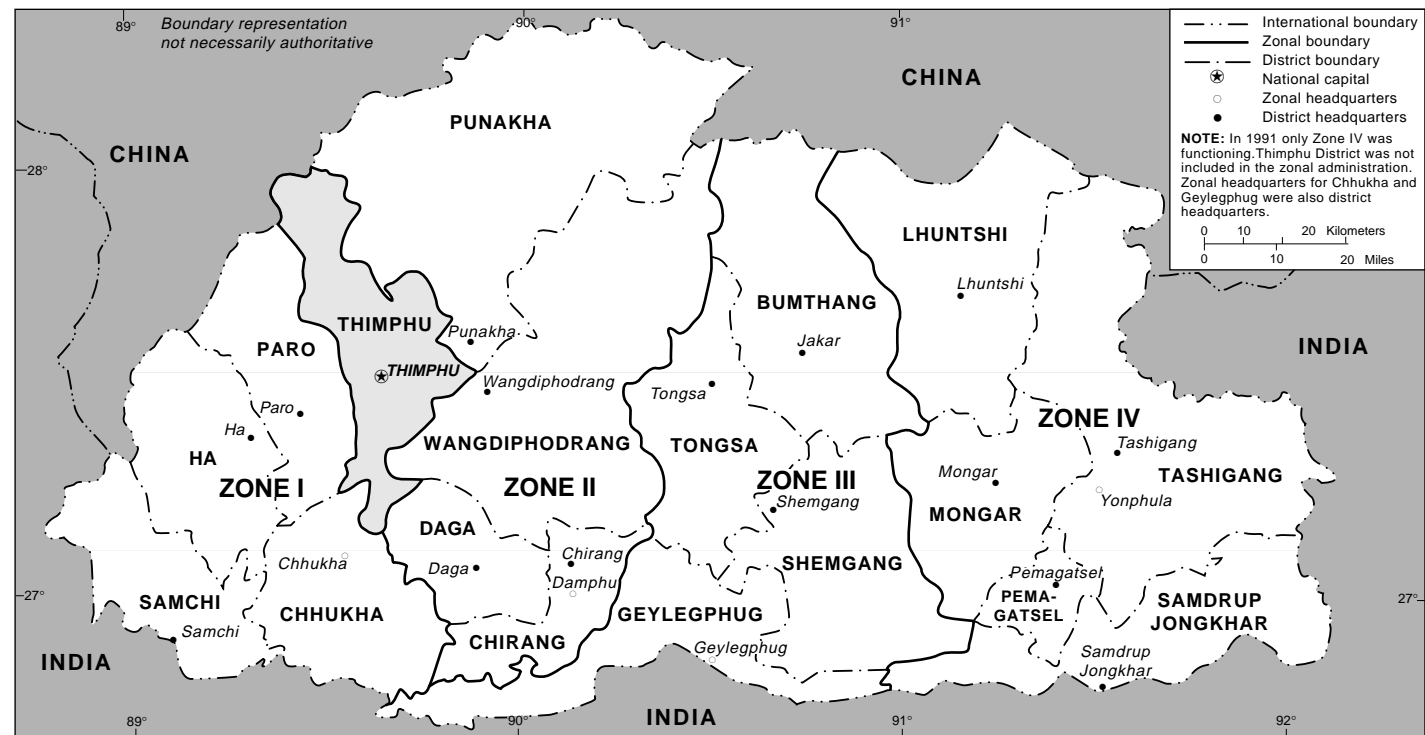 89°
Boundary representation
not necessarily authoritative
90°
91°
International boundary
Zonal boundary
District boundary
National capital
Zonal headquarters
District headquarters
NOTE: In 1991 only Zone IV was
functioning.Thimphu District was not
included in the zonal administration.
Zonal headquarters for Chhukha and
Geylegphug were also district
headquarters.
0 10 20 Kilometers
0 10 20 Miles
CHINA
CHINA
28°
PUNAKHA
LHUNTSHI
Lhuntshi
BUMTHANG
Jakar
THIMPHU
Punakha
INDIA
PARO
THIMPHU
Wangdiphodrang
Tongsa
Paro
Ha
HA
ZONE I
WANGDIPHODRANG
ZONE II
TONGSA
ZONE III
Shemgang
ZONE IV
Tashigang
TASHIGANG
Mongar
Yonphula
MONGAR
DAGA
Chhukha
Daga
Chirang
Damphu
SHEMGANG
Pemagatsel
PEMA-
GATSEL
27°
SAMCHI
CHHUKHA
GEYLEGPHUG
SAMDRUP
JONGKHAR
27°
Samchi
CHIRANG
Geylegphug
Samdrup
Jongkhar
INDIA
INDIA
89°
90°
91°
92°